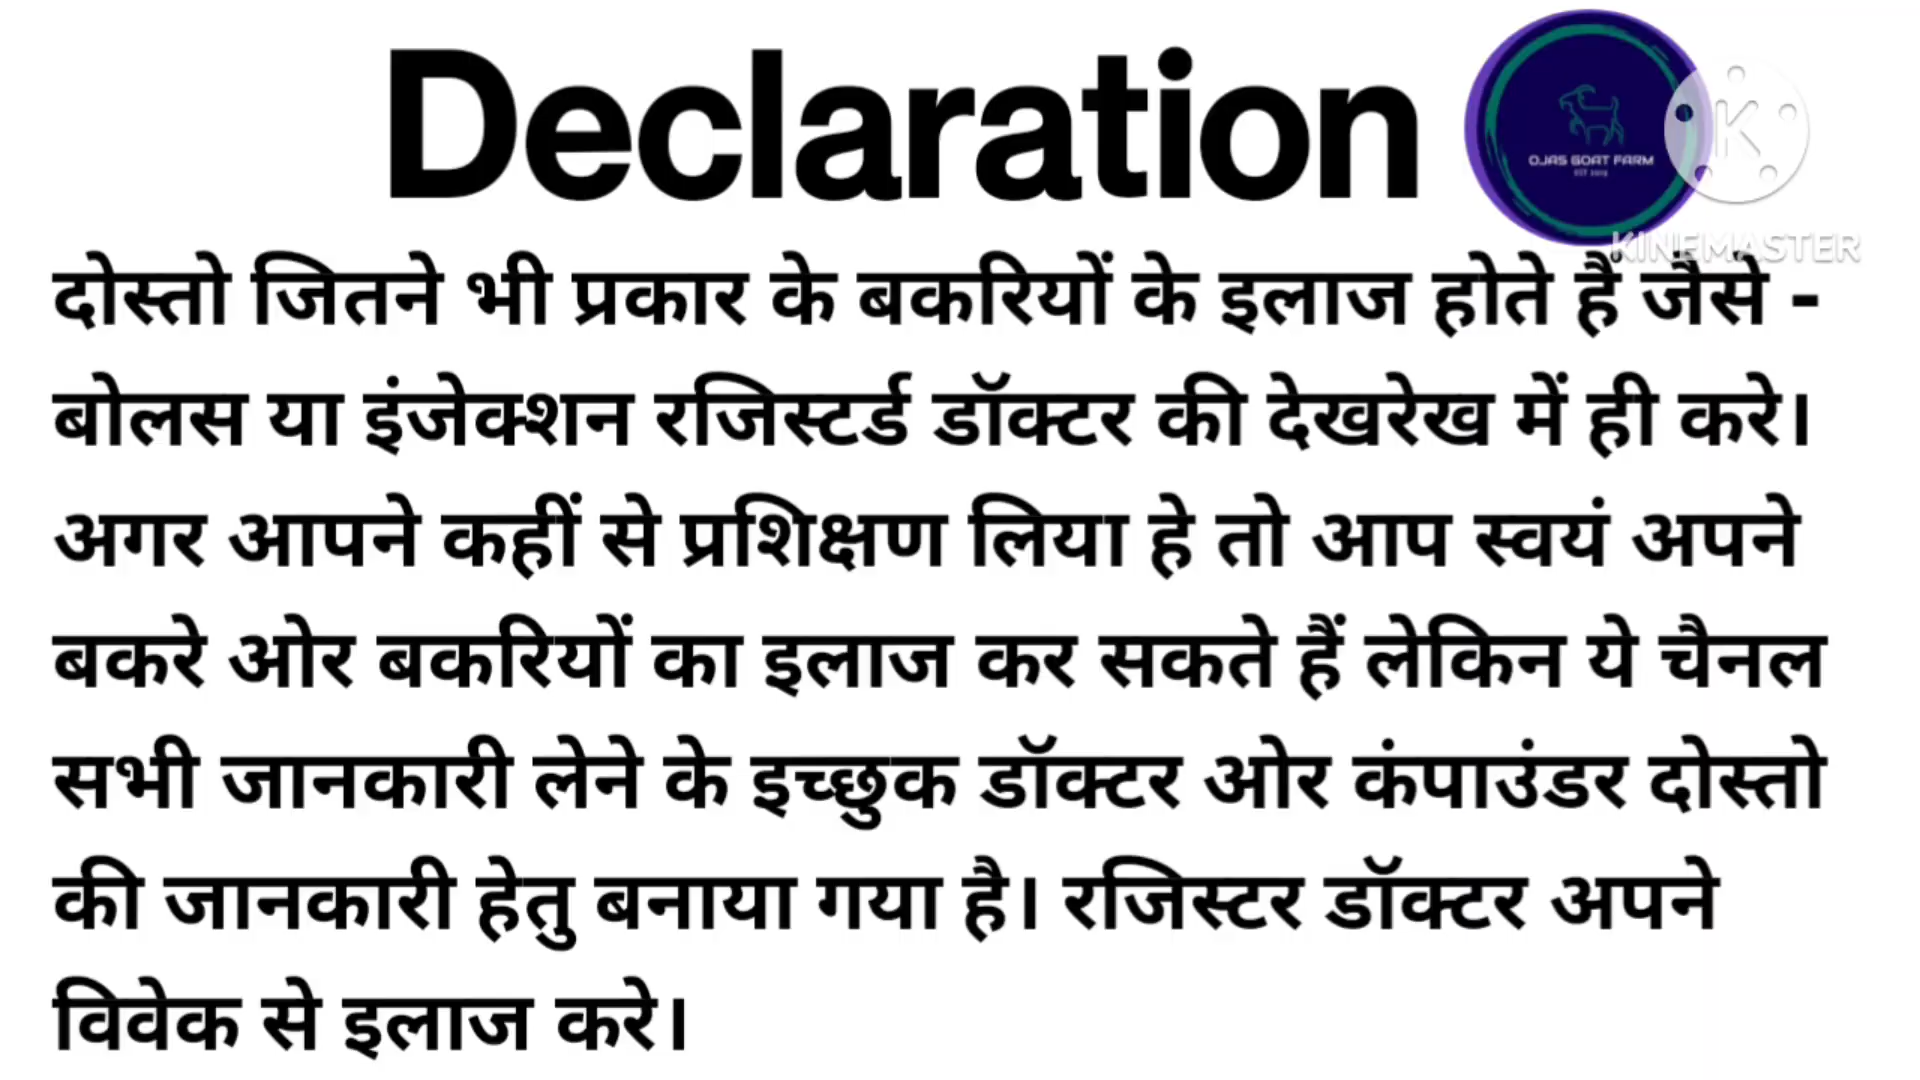 Declaration
OJAS GOAT FARM
K
KINEMASTER
दोस्तो जितने भी प्रकार के बकरियों के इलाज होते हैं जैसे -
बोलस या इंजेक्शन रजिस्टर्ड डॉक्टर की देखरेख में ही करे।
अगर आपने कहीं से प्रशिक्षण लिया हे तो आप स्वयं अपने
बकरे ओर बकरियों का इलाज कर सकते हैं लेकिन ये चैनल
सभी जानकारी लेने के इच्छुक डॉक्टर ओर कंपाउंडर दोस्तो
की जानकारी हेतु बनाया गया है। रजिस्टर डॉक्टर अपने
विवेक से इलाज करे।